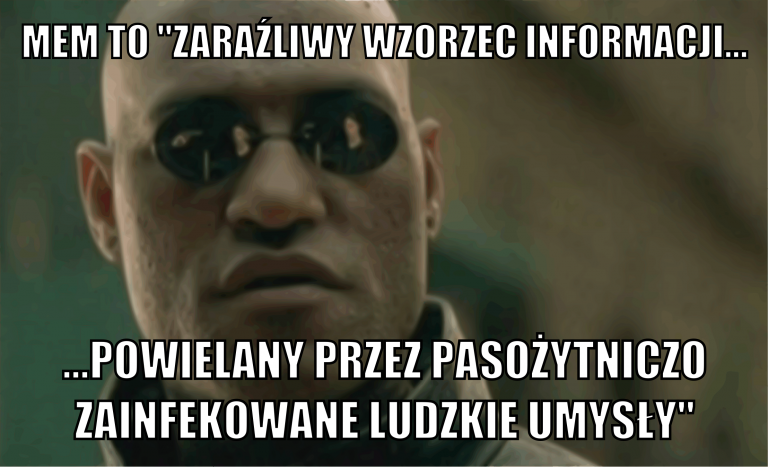 MEM TO "ZARAŹLIWY WZORZEC INFORMACJI...
...POWIELANY PRZEZ PASOŻYTNICZO
ZAINFEKOWANE LUDZKIE UMYSŁY"